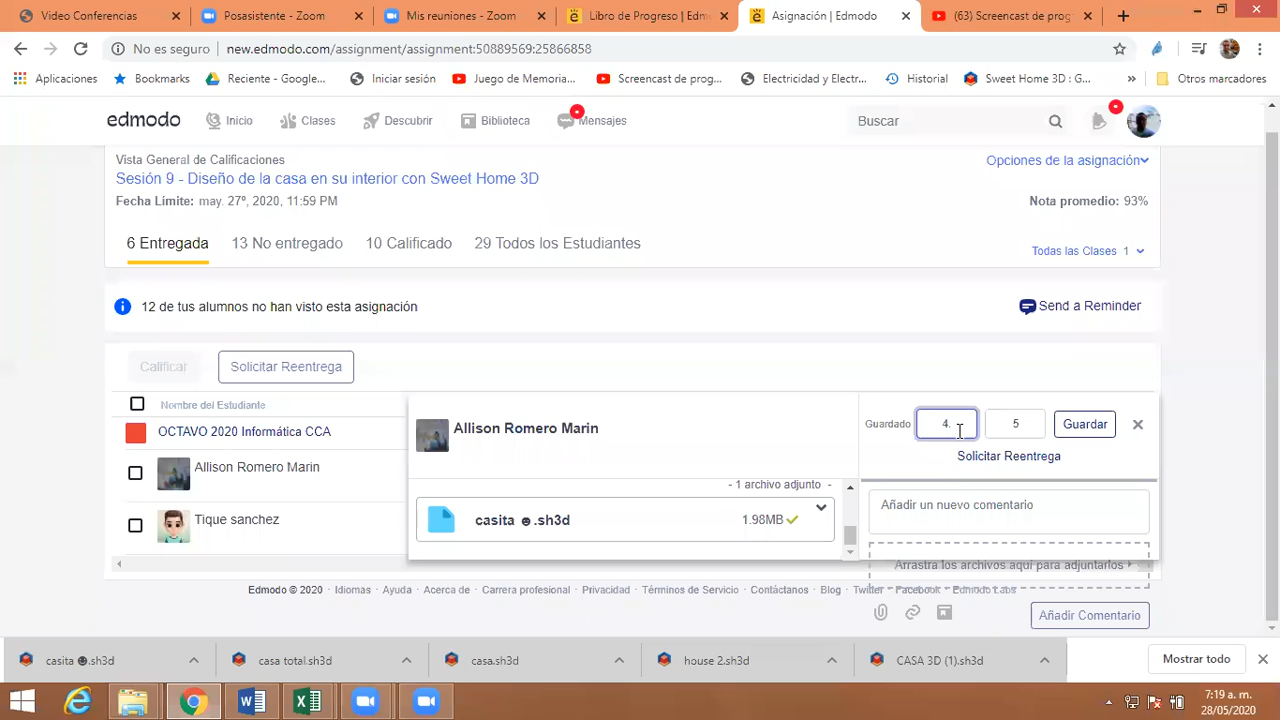 Video Conferencias
Posasistente - Zoom
Mis reuniones - Zoom
Libro de Progreso | Edm
Asignación | Edmodo
(63) Screencast de prog
No es seguro
new.edmodo.com/assignment/assignment:50889569:25866858
Aplicaciones
Bookmarks
Reciente - Google...
Iniciar sesión
Juego de Memoria...
Screencast de prog...
Electricidad y Electr...
Historial
Sweet Home 3D : G...
»
Otros marcadores
edmodo
Inicio
Clases
Descubrir
Biblioteca
Mensajes
Buscar
Vista General de Calificaciones
Opciones de la asignación
Sesión 9 - Diseño de la casa en su interior con Sweet Home 3D
Fecha Límite: may. 27º, 2020, 11:59 PM
Nota promedio: 93%
6 Entregada
13 No entregado
10 Calificado
29 Todos los Estudiantes
Todas las Clases 1
12 de tus alumnos no han visto esta asignación
Send a Reminder
Calificar
Solicitar Reentrega
Nombre del Estudiante
OCTAVO 2020 Informática CCA
Allison Romero Marin
Tique sanchez
Allison Romero Marin
Guardado
4.
5
Guardar
Solicitar Reentrega
- 1 archivo adjunto -
casita ☻.sh3d
1.98MB
Añadir un nuevo comentario
Arrastra los archivos aquí para adjuntarlos
Edmodo © 2020 · Idiomas · Ayuda · Acerca de · Carrera profesional · Privacidad · Términos de Servicio · Contáctanos · Blog · Twitter · Facebook · Edmodo Labs
Añadir Comentario
casita ☻.sh3d
casa total.sh3d
casa.sh3d
house 2.sh3d
CASA 3D (1).sh3d
Mostrar todo
7:19 a. m.
28/05/2020